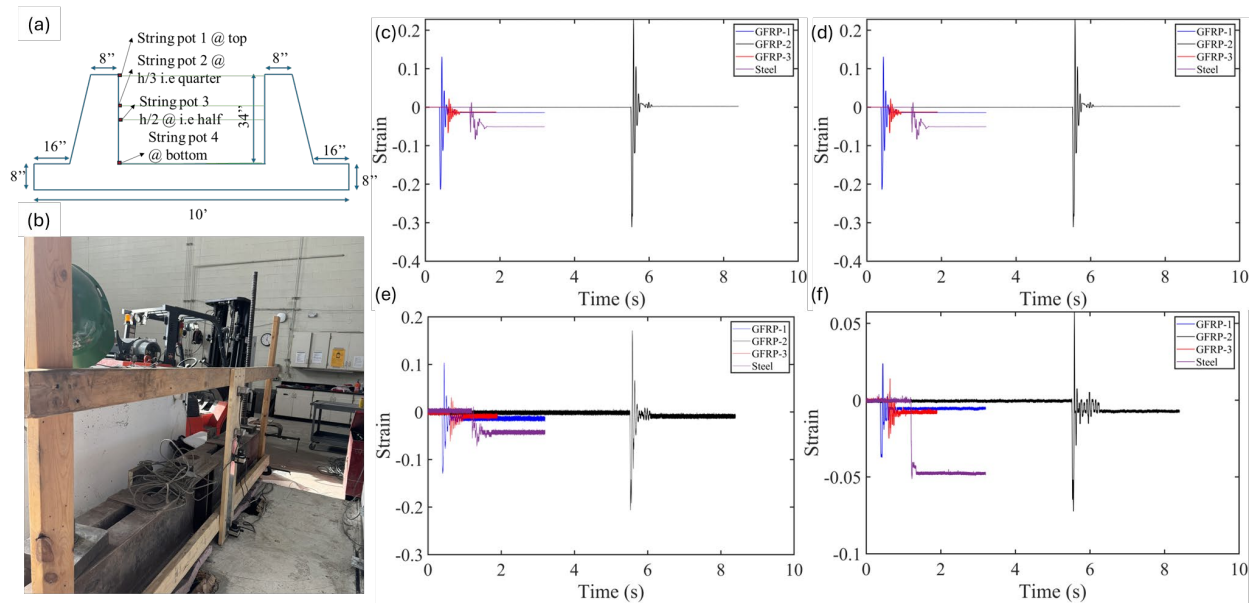 (a)
String pot 1 @ top
String pot 2 @
h/3 i.e quarter
String pot 3
h/2 @ i.e half
String pot 4
@ bottom
8’’
8’’
34’’
16’’
16’’
8’’
8’’
10’
(b)
(c)
GFRP-1
GFRP-2
GFRP-3
Steel
0.2
0.1
0
-0.1
-0.2
-0.3
-0.4
Strain
0 2 4 6 8 10
Time (s)
(d)
GFRP-1
GFRP-2
GFRP-3
Steel
0.2
0.1
0
-0.1
-0.2
-0.3
-0.4
Strain
0 2 4 6 8 10
Time (s)
(e)
GFRP-1
GFRP-2
GFRP-3
Steel
0.2
0.1
0
-0.1
-0.2
-0.3
Strain
0 2 4 6 8 10
Time (s)
(f)
GFRP-1
GFRP-2
GFRP-3
Steel
0.05
0
-0.05
-0.1
Strain
0 2 4 6 8 10
Time (s)